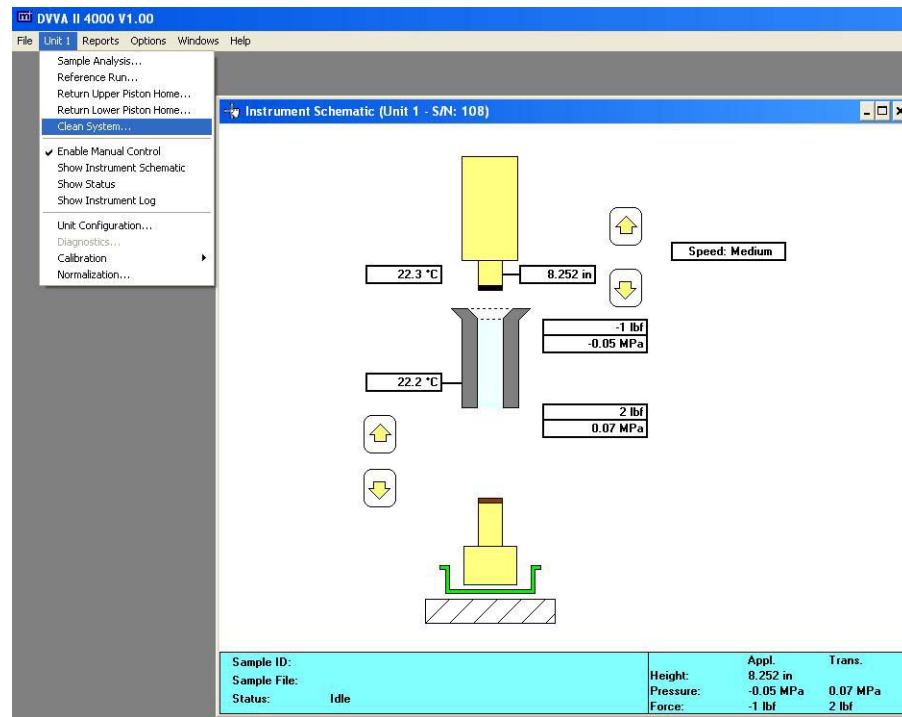 DVVA II 4000 V1.00
File Unit 1 Reports Options Windows Help
Sample Analysis...
Reference Run...
Return Upper Piston Home...
Return Lower Piston Home...
Clean System...
Enable Manual Control
Show Instrument Schematic
Show Status
Show Instrument Log
Unit Configuration...
Diagnostics...
Calibration
Normalization...
Instrument Schematic (Unit 1 - S/N: 108)
Speed: Medium
22.3 °C 8.252 in
-1 lbf
-0.05 MPa
22.2 °C
2 lbf
0.07 MPa
Sample ID:
Sample File:
Status: Idle
Appl. Trans.
Height: 8.252 in
Pressure: -0.05 MPa 0.07 MPa
Force: -1 lbf 2 lbf